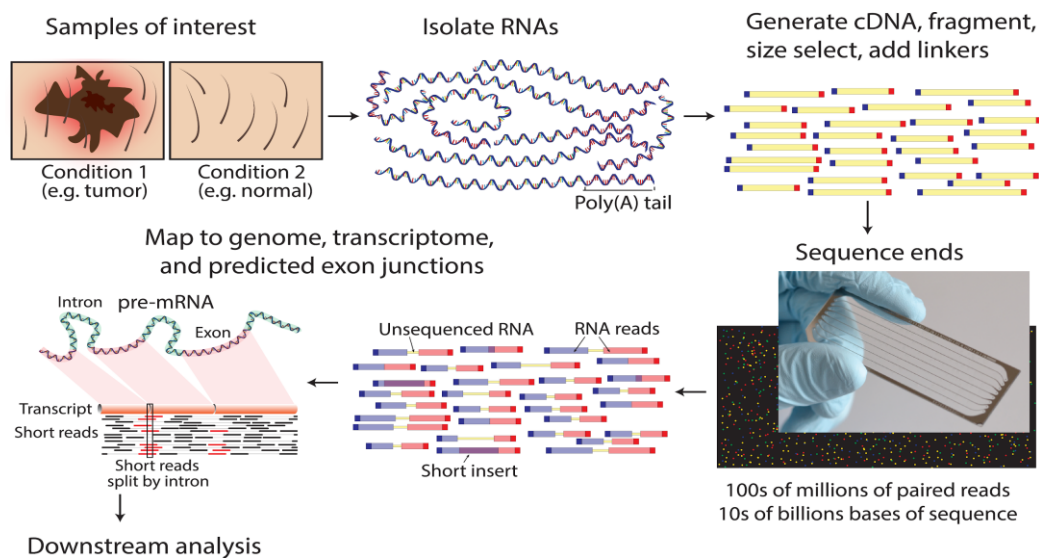 Samples of interest
Condition 1
(e.g. tumor)
Condition 2
(e.g. normal)
Isolate RNAs
Poly(A) tail
Generate cDNA, fragment,
size select, add linkers
Sequence ends
100s of millions of paired reads
10s of billions bases of sequence
Unsequenced RNA
RNA reads
Short insert
Map to genome, transcriptome,
and predicted exon junctions
Intron
pre-mRNA
Exon
Transcript
Short reads
Short reads
split by intron
Downstream analysis